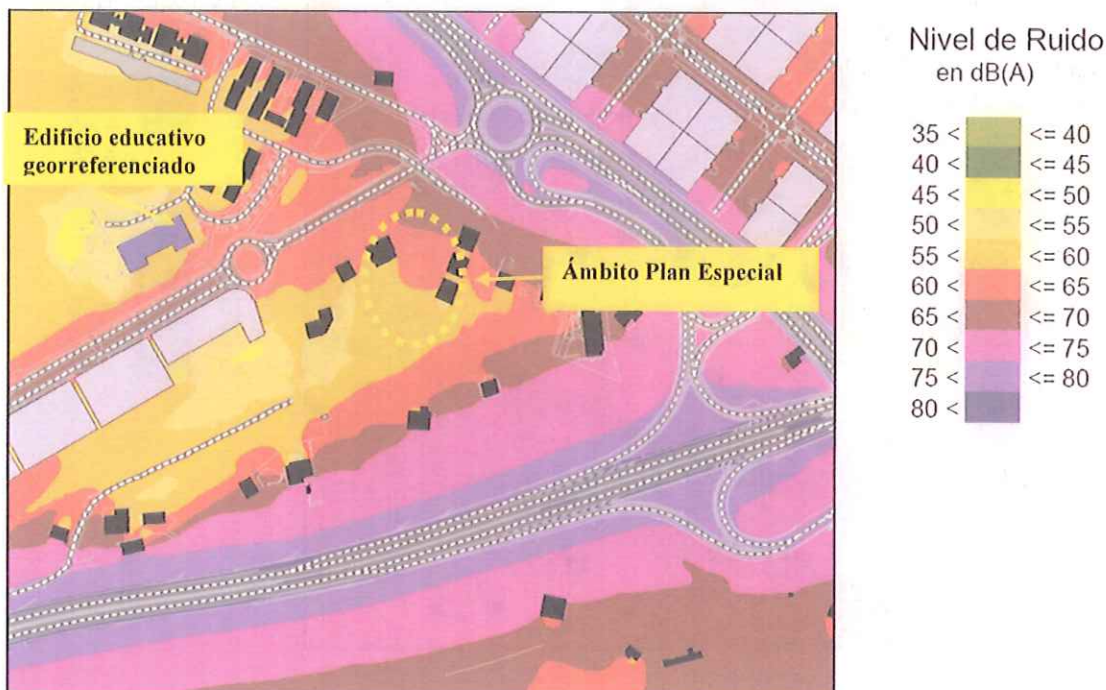 Nivel de Ruido
en dB(A)
Edificio educativo
georreferenciado
Ámbito Plan Especial
35 < <= 40
40 < <= 45
45 < <= 50
50 < <= 55
55 < <= 60
60 < <= 65
65 < <= 70
70 < <= 75
75 < <= 80
80 <